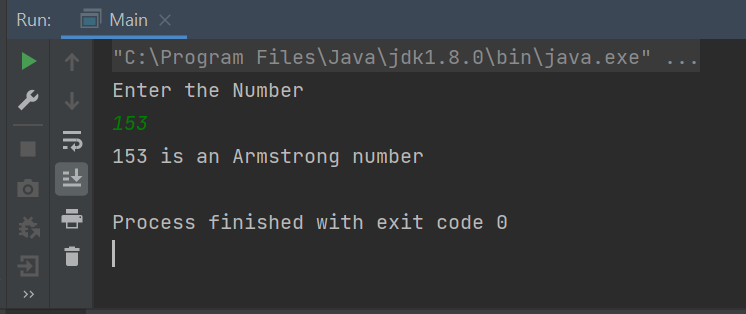 Run: Main
"C:\Program Files\Java\jdk1.8.0\bin\java.exe" ...
Enter the Number
153
153 is an Armstrong number
Process finished with exit code 0